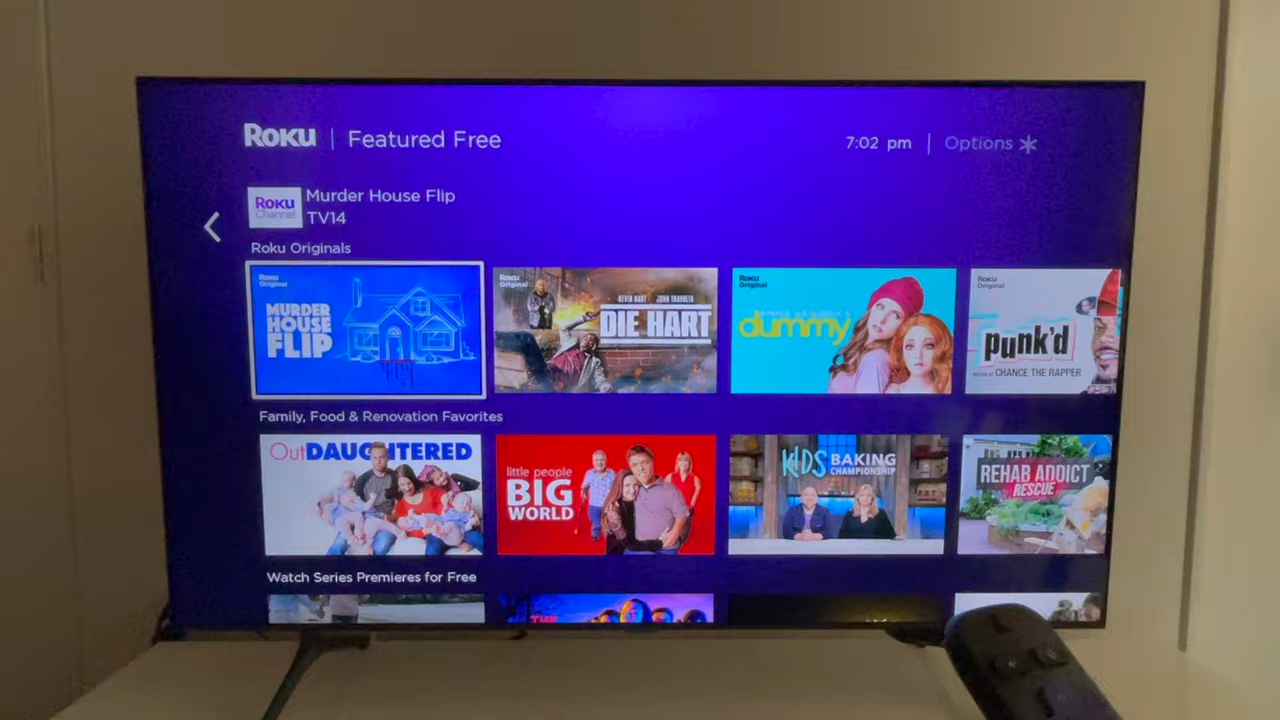 Roku | Featured Free
7:02 pm | Options *
Roku
Channel
Murder House Flip
TV14
Roku Originals
Roku
Original
MURDER
HOUSE
FLIP
Roku
Original
KEVIN HART JOHN TRAVOLTA
DIE HART
Roku
Original
dummy
Roku
Original
punk'd
CHANCE THE RAPPER
Family, Food & Renovation Favorites
OutDAUGHTERED
little people
BIG
WORLD
KIDS BAKING
CHAMPIONSHIP
REHAB ADDICT
RESCUE
Watch Series Premieres for Free
THE